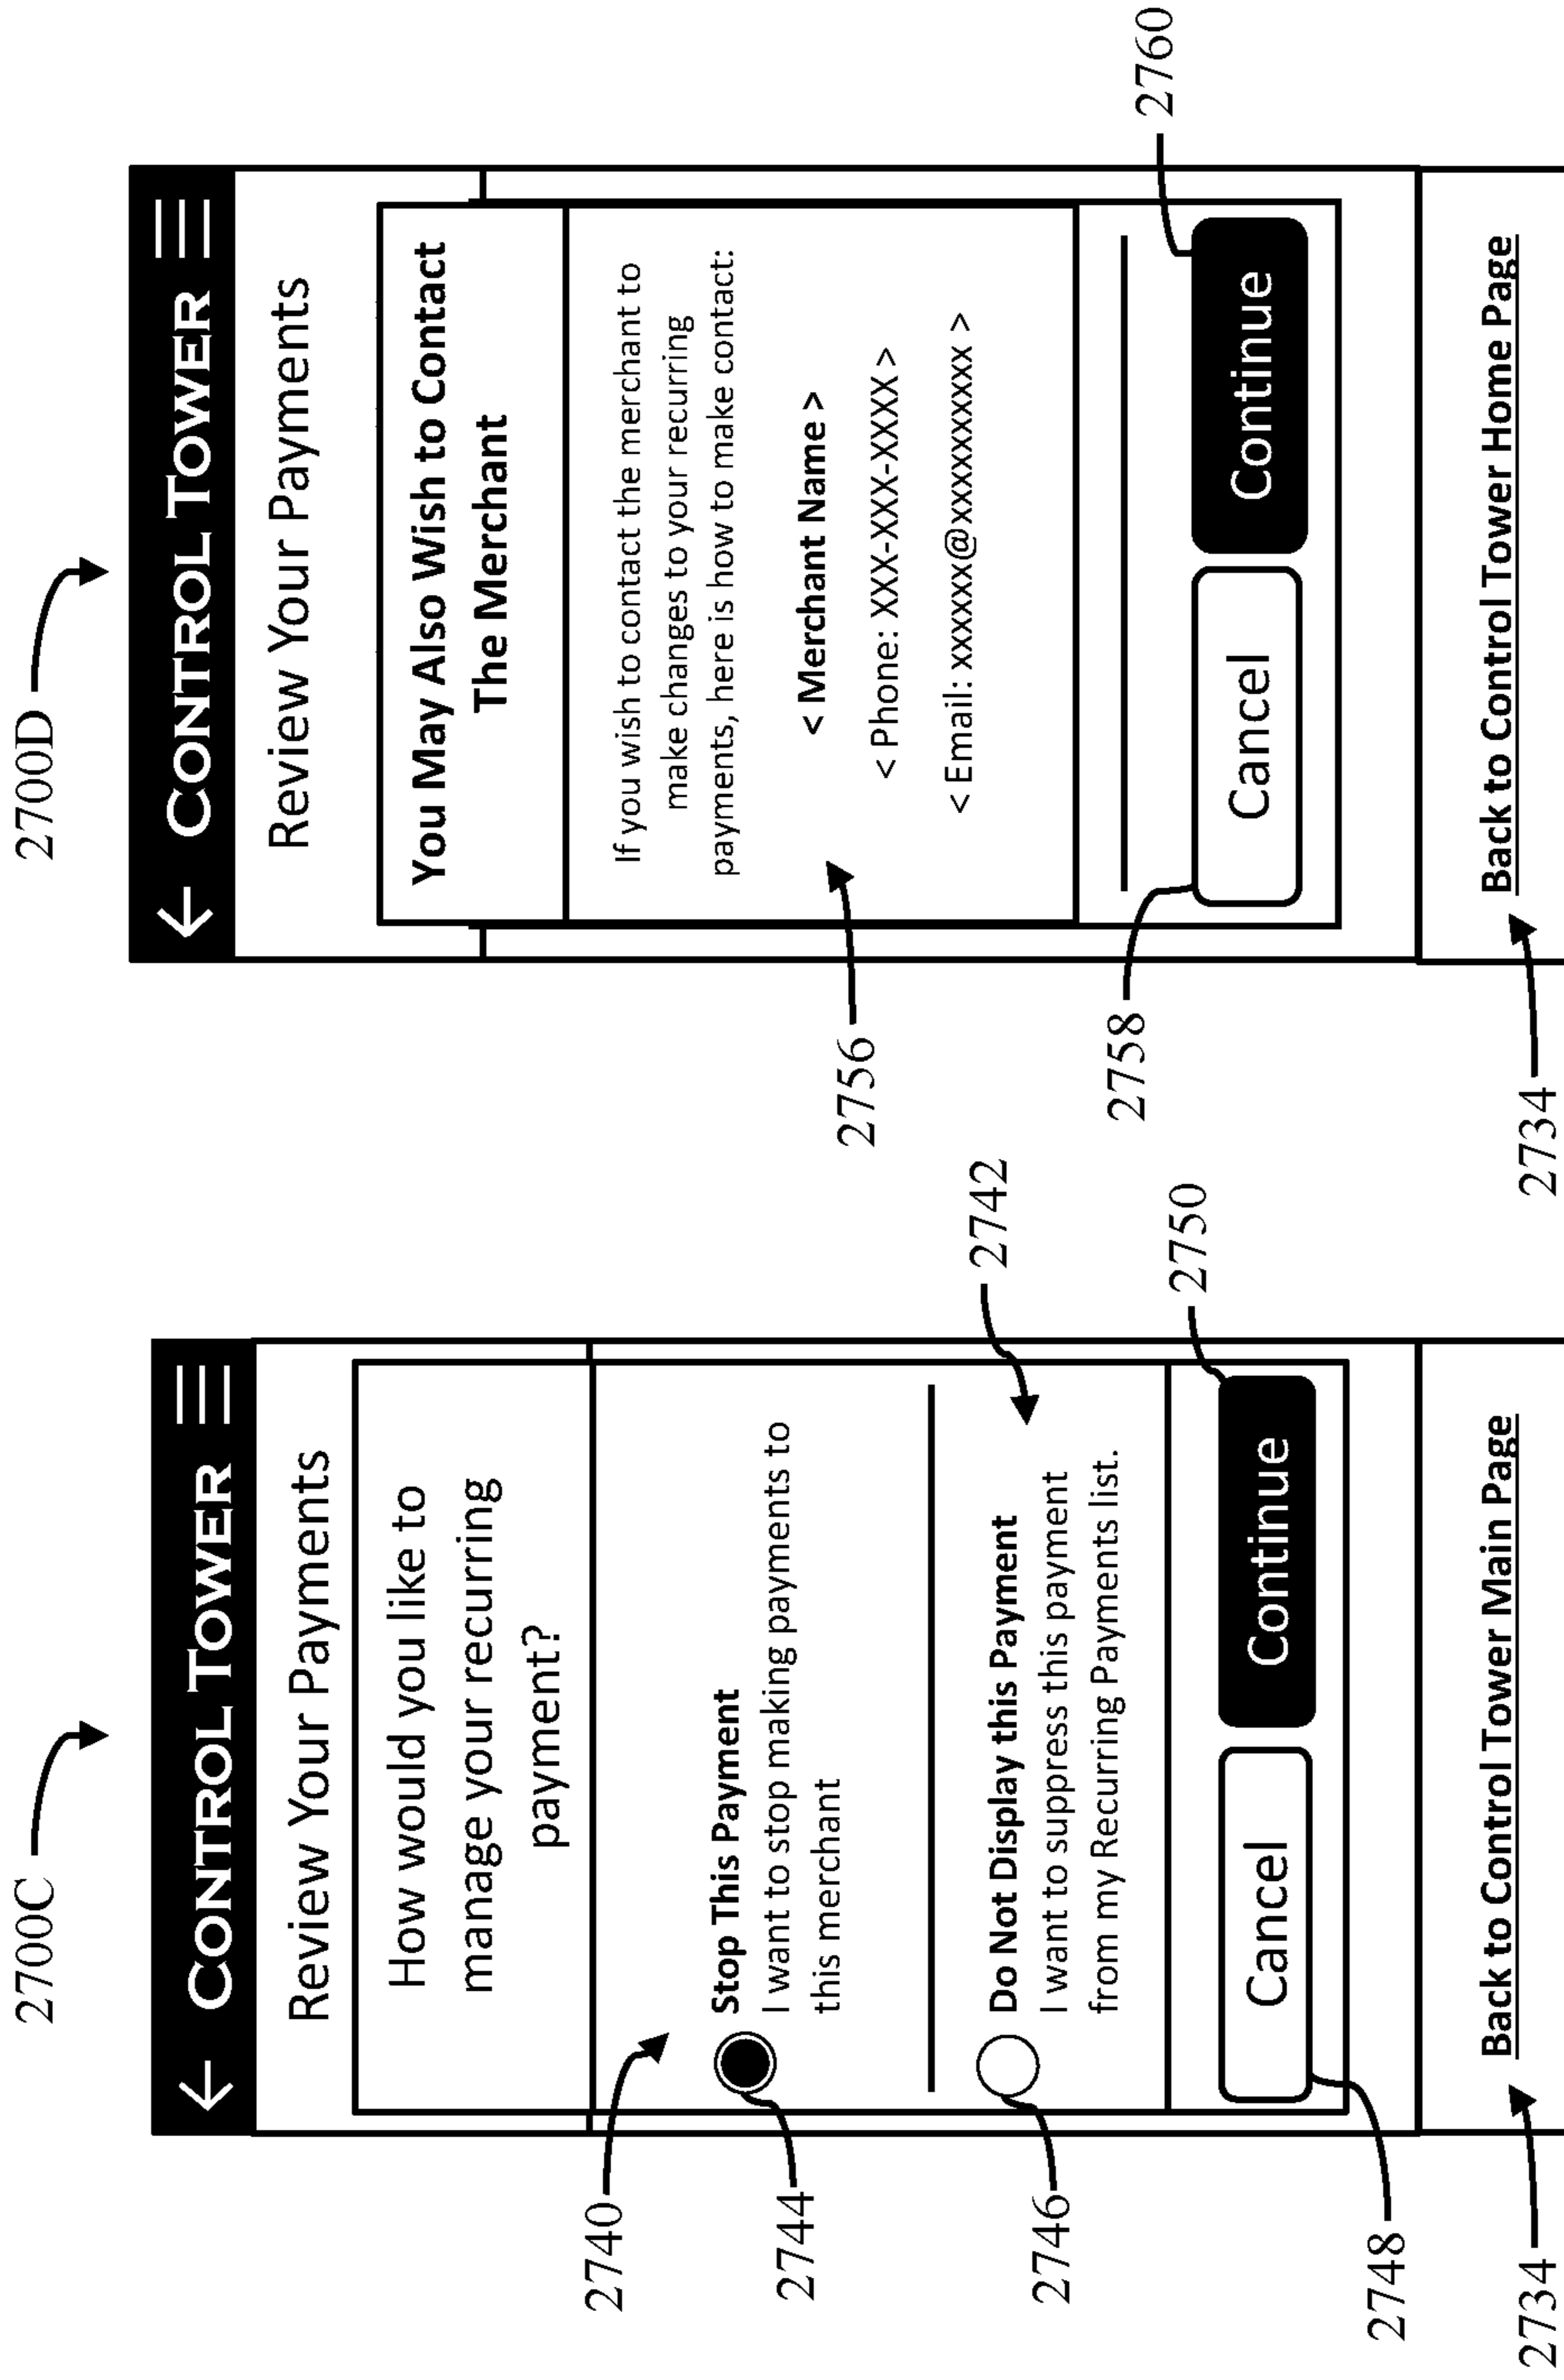 2700C
CONTROL TOWER
Review Your Payments
How would you like to
manage your recurring
payment?
2740
2744
Stop This Payment
I want to stop making payments to
this merchant
2742
2746
Do Not Display this Payment
I want to suppress this payment
from my Recurring Payments list.
2748
Cancel
Continue
2750
2734
Back to Control Tower Main Page
2700D
CONTROL TOWER
Review Your Payments
You May Also Wish to Contact
The Merchant
If you wish to contact the merchant to
make changes to your recurring
payments, here is how to make contact:
< Merchant Name >
2756
< Phone: XXX-XXX-XXXX >
< Email: xxxxx@xxxxxxxxx >
2758
Cancel
Continue
2760
2734
Back to Control Tower Home Page